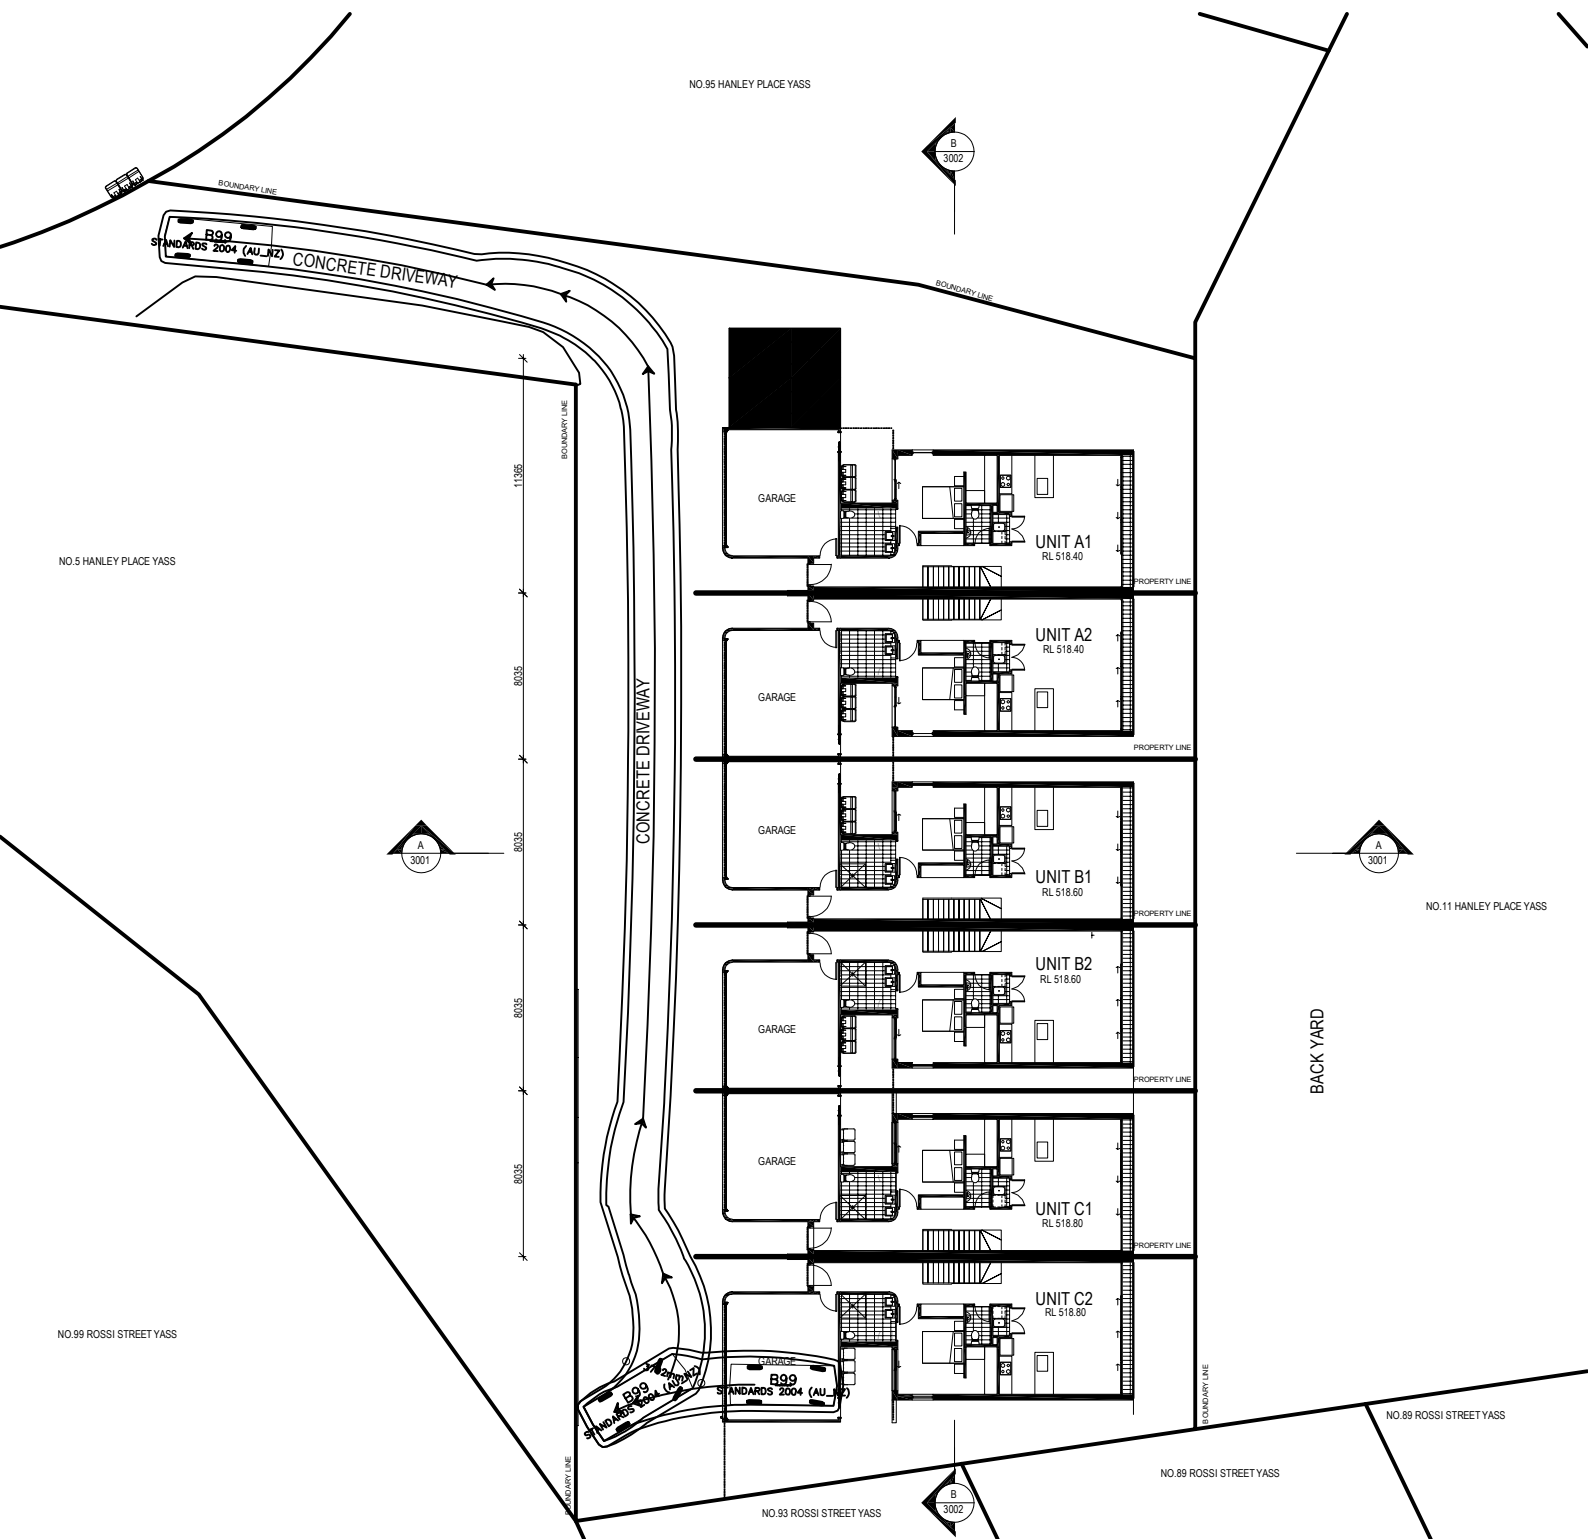 NO.95 HANLEY PLACE YASS
B
3002
BOUNDARY LINE
B99
STANDARDS 2004 (AU_NZ)
CONCRETE DRIVEWAY
BOUNDARY LINE
BOUNDARY LINE
11365
GARAGE
UNIT A1
RL 518.40
NO.5 HANLEY PLACE YASS
PROPERTY LINE
UNIT A2
RL 518.40
8035
GARAGE
CONCRETE DRIVEWAY
PROPERTY LINE
GARAGE
8035
A
3001
A
3001
UNIT B1
RL 518.60
NO.11 HANLEY PLACE YASS
PROPERTY LINE
UNIT B2
RL 518.60
8035
GARAGE
BACK YARD
PROPERTY LINE
GARAGE
8035
UNIT C1
RL 518.80
PROPERTY LINE
UNIT C2
RL 518.80
NO.99 ROSSI STREET YASS
GARAGE
B99
STANDARDS 2004 (AU_NZ)
B99
STANDARDS 2004 (AU_NZ)
BOUNDARY LINE
NO.89 ROSSI STREET YASS
NO.89 ROSSI STREET YASS
BOUNDARY LINE
B
3002
NO.93 ROSSI STREET YASS